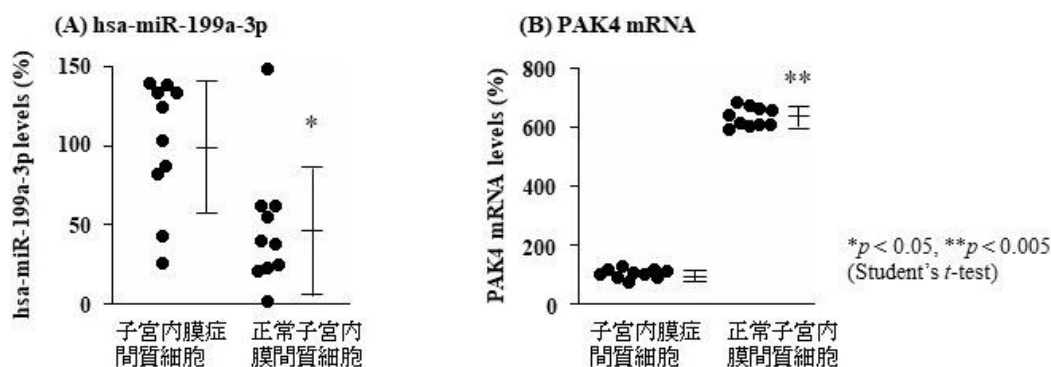 (A) hsa-miR-199a-3p
hsa-miR-199a-3p levels (%)
150
100
50
0
*
子宮内膜症
間質細胞
正常子宮内
膜間質細胞
(B) PAK4 mRNA
PAK4 mRNA levels (%)
800
600
400
200
0
**
子宮内膜症
間質細胞
正常子宮内
膜間質細胞
*p < 0.05, **p < 0.005
(Student's t-test)